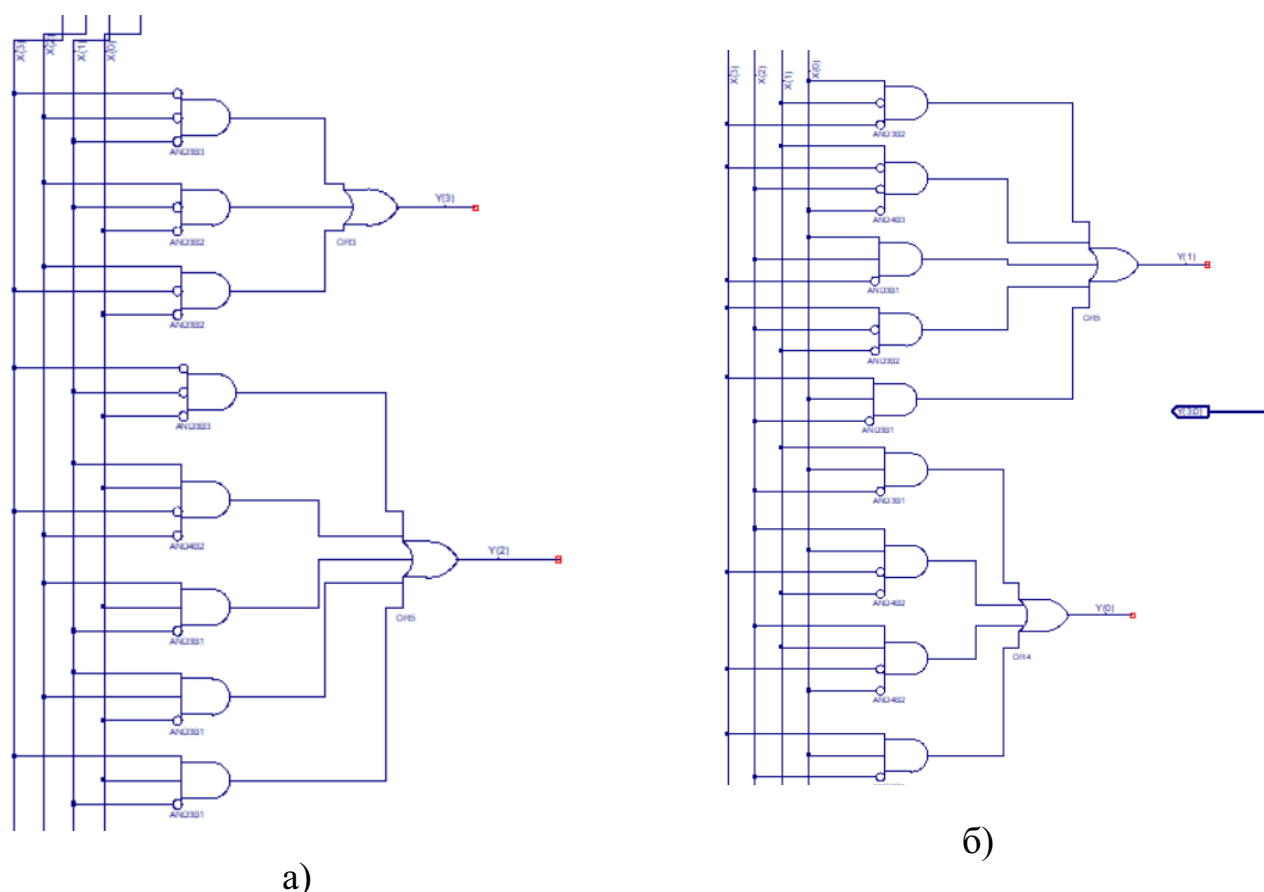 X(3)
X(2)
X(1)
X(0)
AND3B3
AND3B2
Y(3)
OR3
AND3B2
AND3B3
AND4B2
Y(2)
AND3B1
OR5
AND3B1
AND3B1
а)
X(3)
X(2)
X(1)
X(0)
AND3B2
AND4B3
Y(1)
AND3B1
OR5
AND3B2
Y(3:0)
AND3B1
AND3B1
AND4B2
Y(0)
OR4
AND4B2
б)